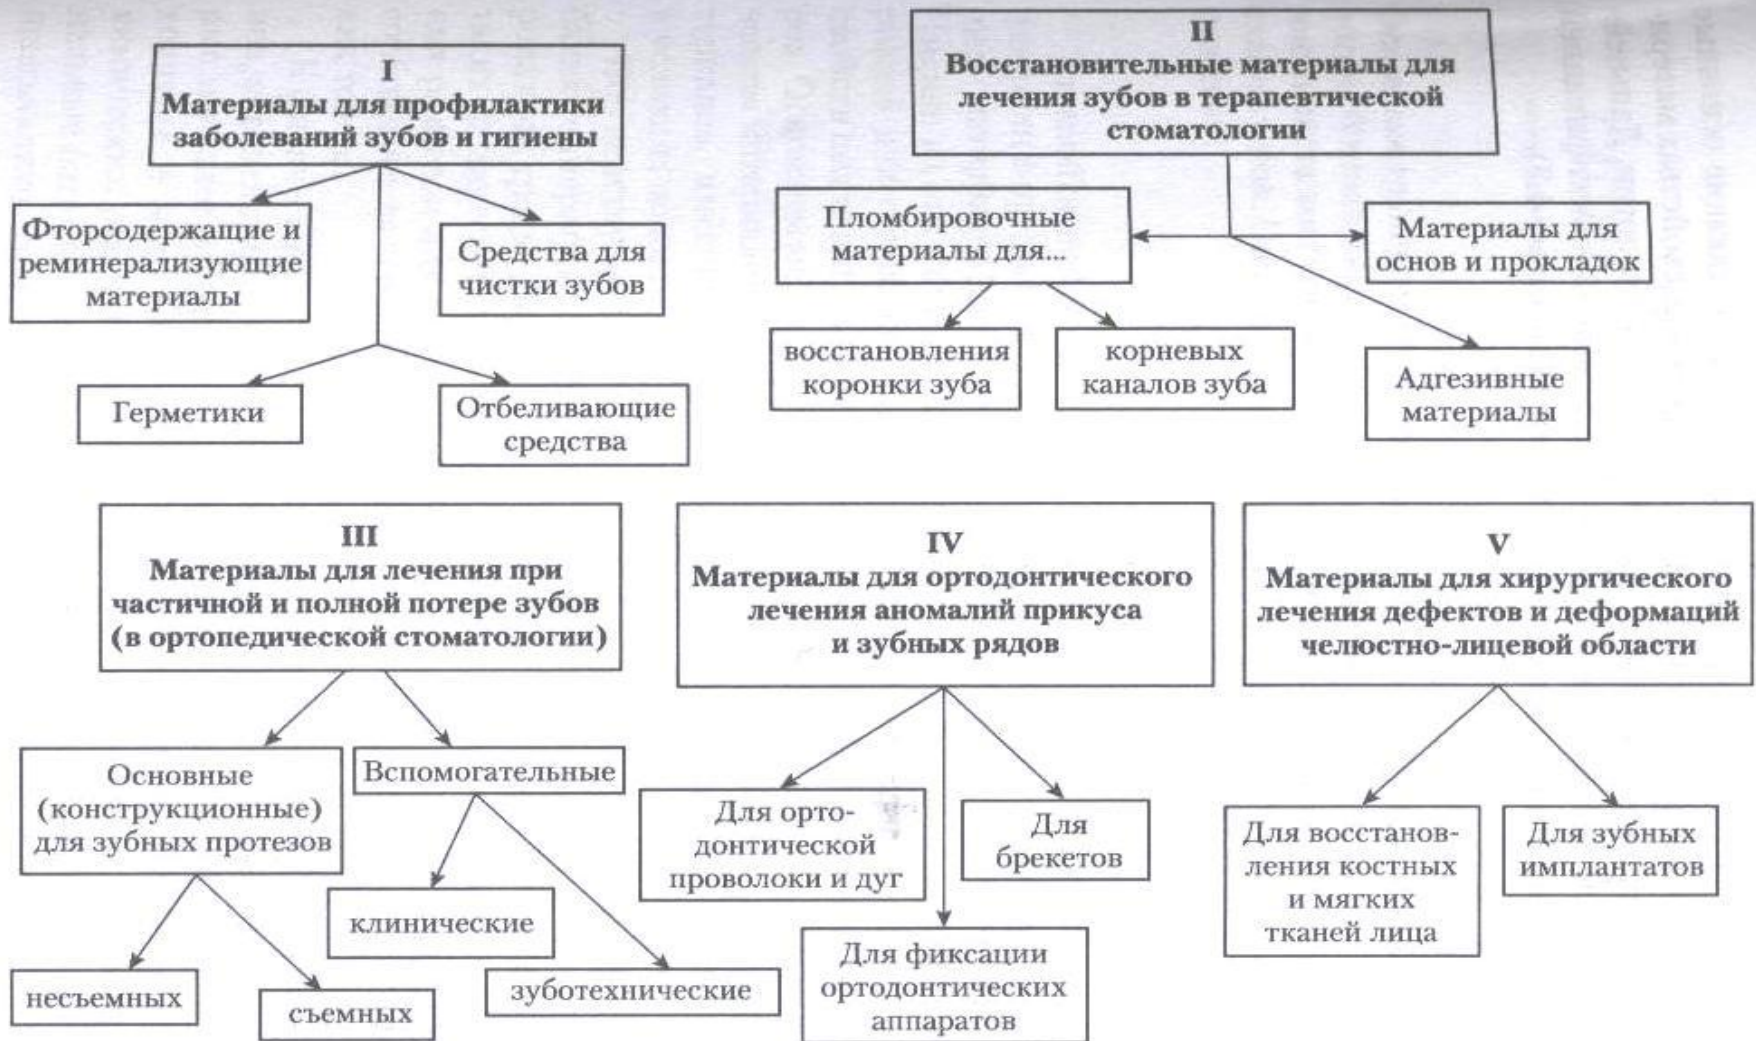 I
Материалы для профилактики
заболеваний зубов и гигиены
Фторсодержащие и
реминерализующие
материалы
Средства для
чистки зубов
Герметики
Отбеливающие
средства
II
Восстановительные материалы для
лечения зубов в терапевтической
стоматологии
Пломбировочные
материалы для...
Материалы для
основ и прокладок
восстановления
коронки зуба
корневых
каналов зуба
Адгезивные
материалы
III
Материалы для лечения при
частичной и полной потере зубов
(в ортопедической стоматологии)
Основные
(конструкционные)
для зубных протезов
Вспомогательные
клинические
несъемных
съемных
зуботехнические
IV
Материалы для ортодонтического
лечения аномалий прикуса
и зубных рядов
Для орто-
донтической
проволоки и дуг
Для
брекетов
Для фиксации
ортодонтических
аппаратов
V
Материалы для хирургического
лечения дефектов и деформаций
челюстно-лицевой области
Для восстанов-
ления костных
и мягких
тканей лица
Для зубных
имплантатов